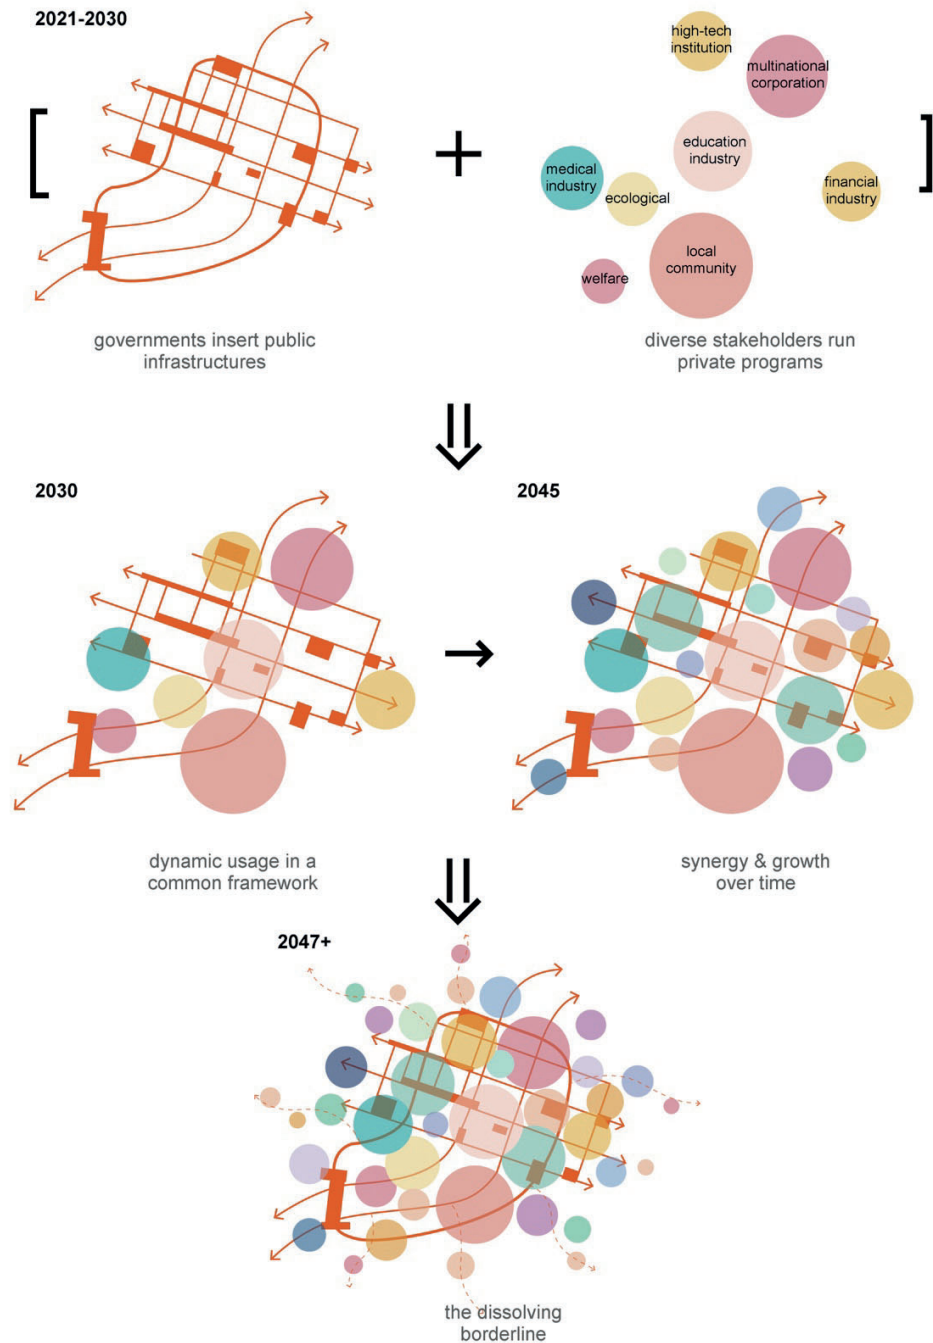 2021-2030
high-tech
institution
multinational
corporation
education
industry
medical
industry
ecological
financial
industry
local
community
welfare
governments insert public
infrastructures
diverse stakeholders run
private programs
2030
2045
dynamic usage in a
common framework
synergy & growth
over time
2047+
the dissolving
borderline